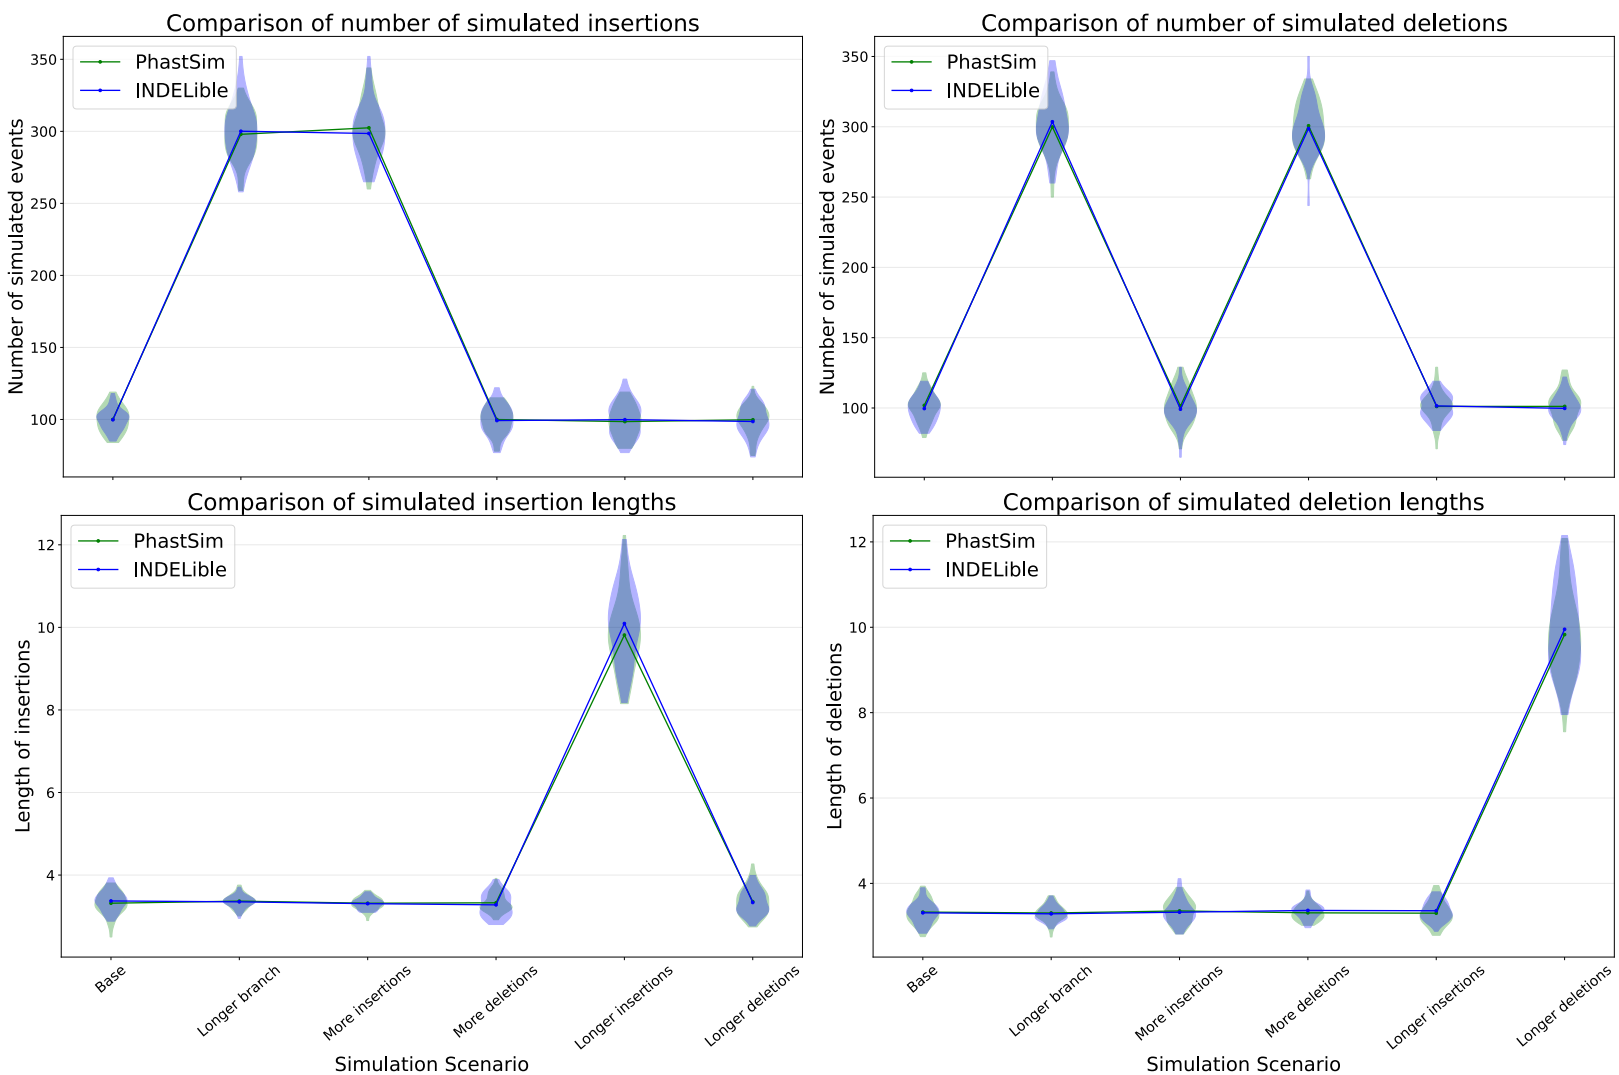 Comparison of number of simulated insertions
PhastSim
INDELible
Number of simulated events
350
300
250
200
150
100
Comparison of number of simulated deletions
PhastSim
INDELible
Number of simulated events
350
300
250
200
150
100
Comparison of simulated insertion lengths
PhastSim
INDELible
Length of insertions
12
10
8
6
4
Base
Longer branch
More insertions
More deletions
Longer insertions
Longer deletions
Simulation Scenario
Comparison of simulated deletion lengths
PhastSim
INDELible
Length of deletions
12
10
8
6
4
Base
Longer branch
More insertions
More deletions
Longer insertions
Longer deletions
Simulation Scenario